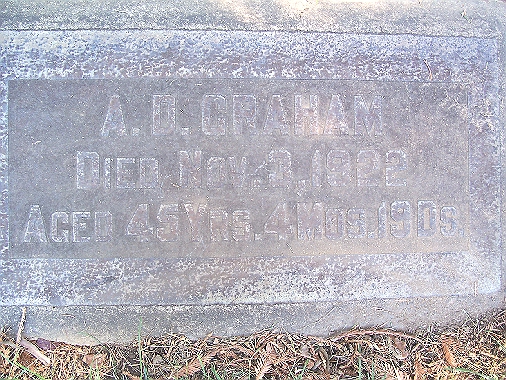 A. D. GRAHAM
DIED, NOV. 3, 1922
AGED 45 YRS. 4 MOS. 19 DS.